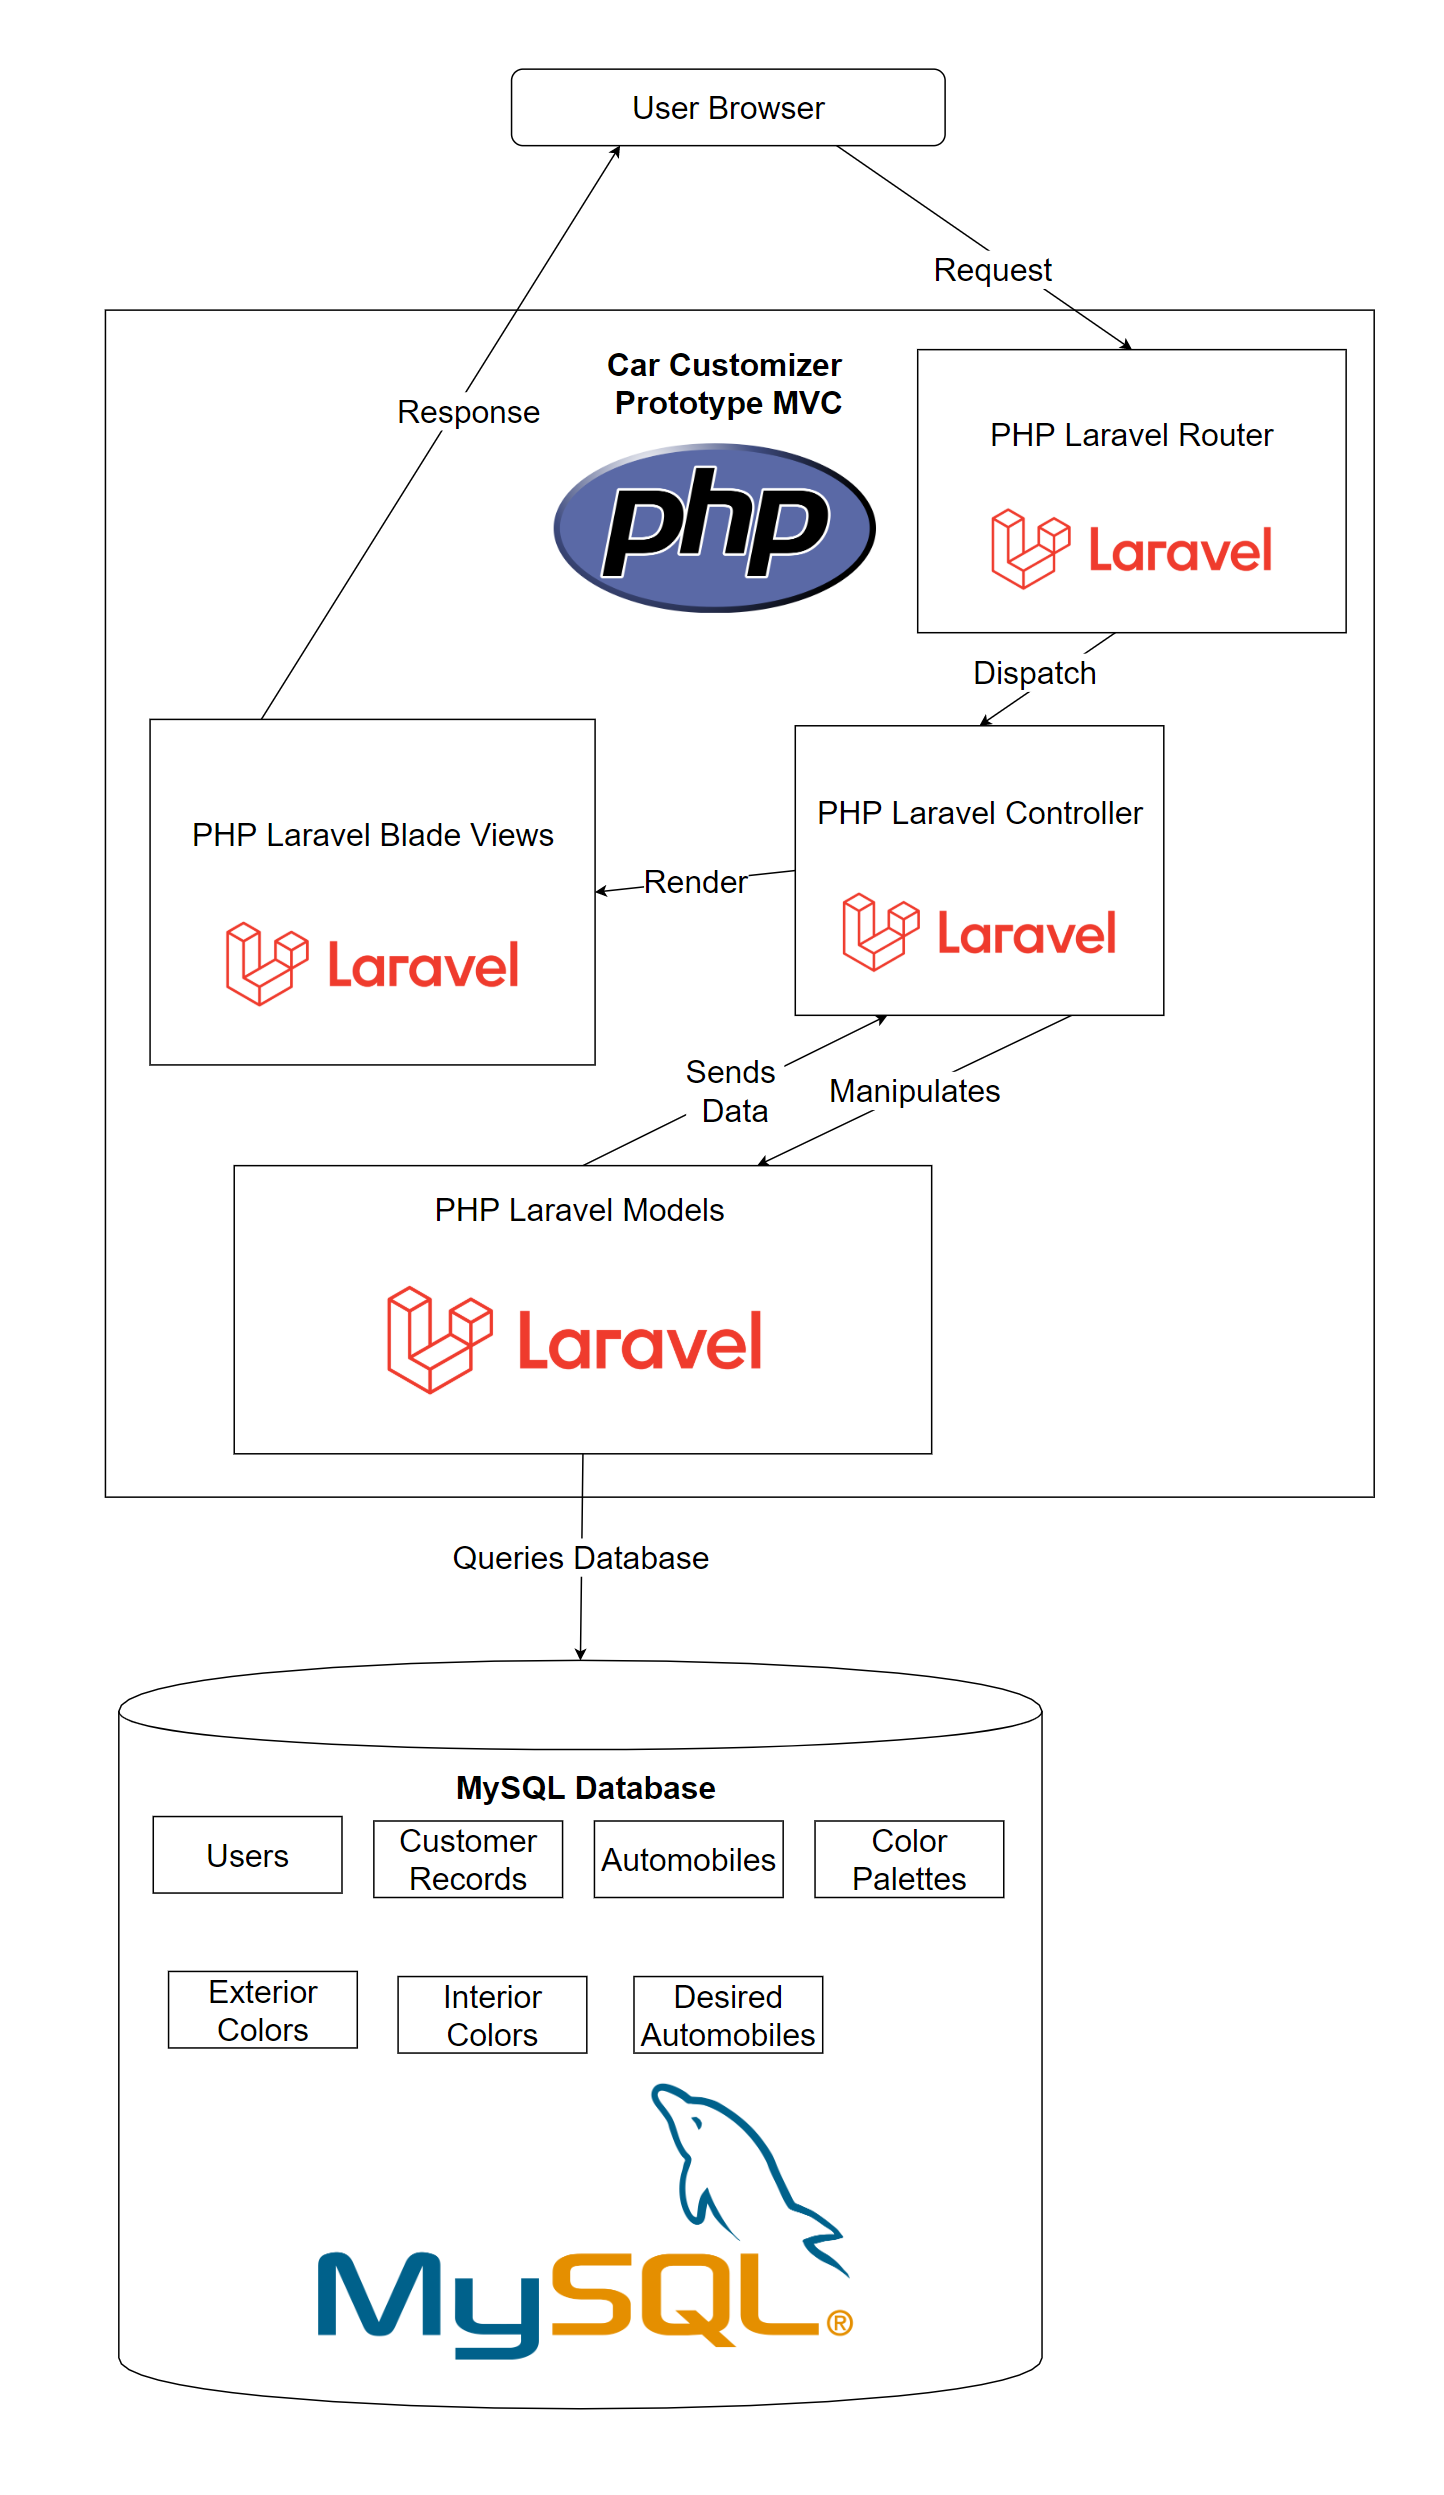 User Browser
Request
Car Customizer
Prototype MVC
Response
PHP Laravel Router
php
Laravel
Dispatch
PHP Laravel Controller
PHP Laravel Blade Views
Render
Laravel
Laravel
Sends
Data
Manipulates
PHP Laravel Models
Laravel
Queries Database
MySQL Database
Users
Customer
Records
Automobiles
Color
Palettes
Exterior
Colors
Interior
Colors
Desired
Automobiles
MySQL®